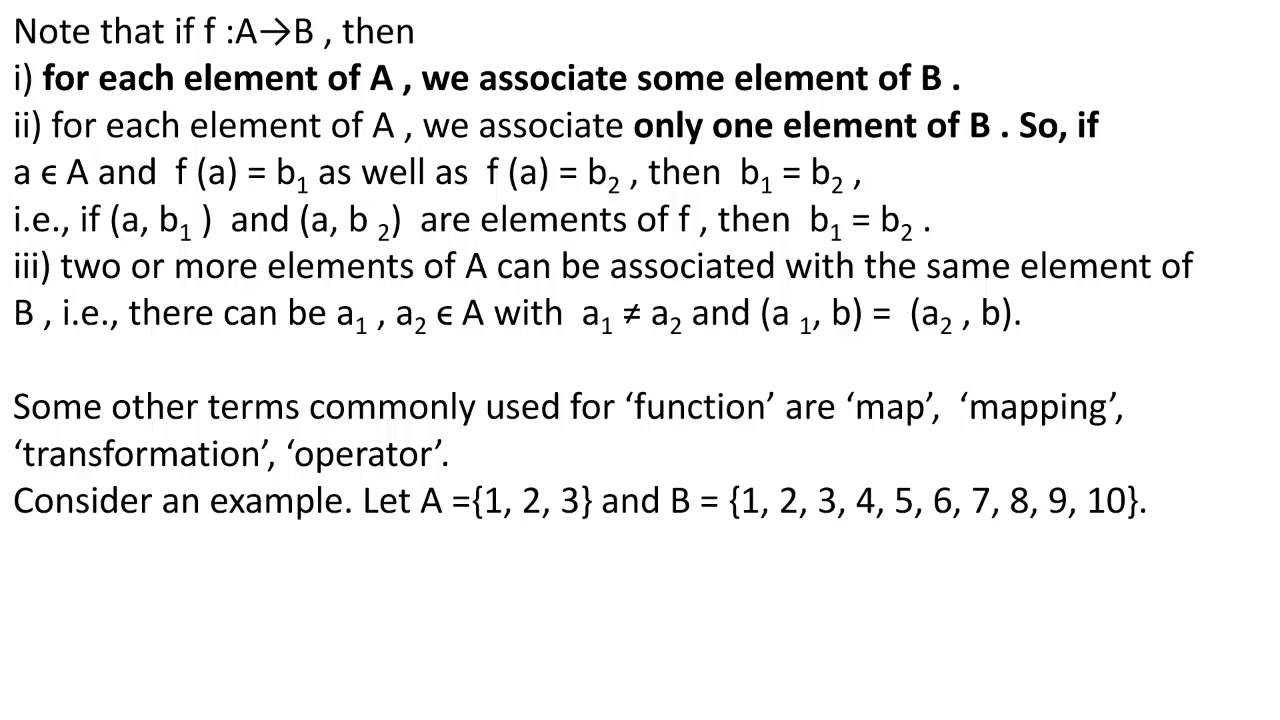 Note that if f :A→B , then
i) for each element of A , we associate some element of B .
ii) for each element of A , we associate only one element of B . So, if
a ϵ A and  f (a) = b₁ as well as  f (a) = b₂ , then  b₁ = b₂ ,
i.e., if (a, b₁ )  and (a, b ₂)  are elements of f , then  b₁ = b₂ .
iii) two or more elements of A can be associated with the same element of
B , i.e., there can be a₁ , a₂ ϵ A with  a₁ ≠ a₂ and (a ₁, b) =  (a₂ , b).
Some other terms commonly used for ‘function’ are ‘map’,  ‘mapping’,
‘transformation’, ‘operator’.
Consider an example. Let A ={1, 2, 3} and B = {1, 2, 3, 4, 5, 6, 7, 8, 9, 10}.